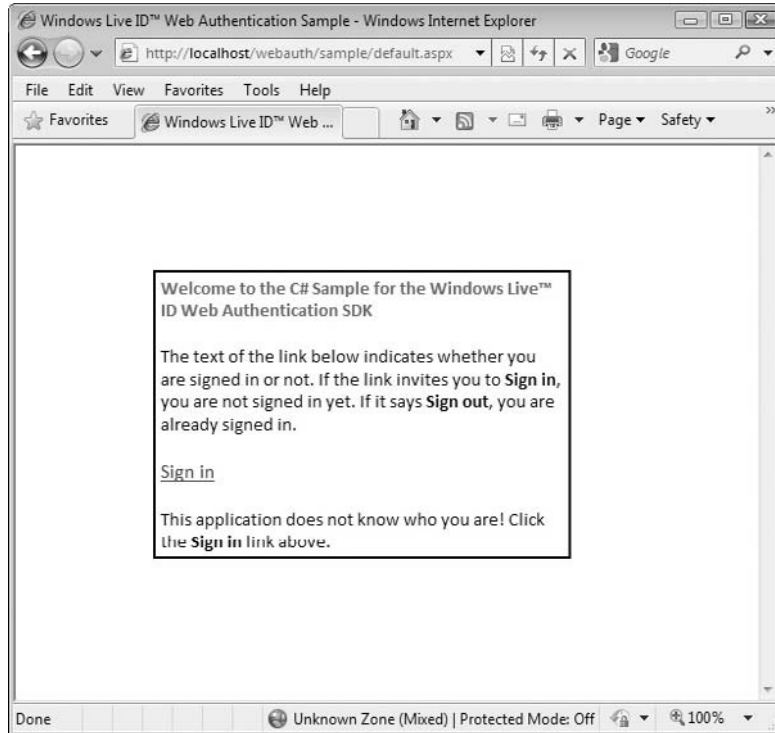 Windows Live ID™ Web Authentication Sample - Windows Internet Explorer
http://localhost/webauth/sample/default.aspx
Google
File Edit View Favorites Tools Help
Favorites
Windows Live ID™ Web ...
Page Safety
Welcome to the C# Sample for the Windows Live™
ID Web Authentication SDK
The text of the link below indicates whether you
are signed in or not. If the link invites you to Sign in,
you are not signed in yet. If it says Sign out, you are
already signed in.
Sign in
This application does not know who you are! Click
the Sign in link above.
Done
Unknown Zone (Mixed) | Protected Mode: Off
100%